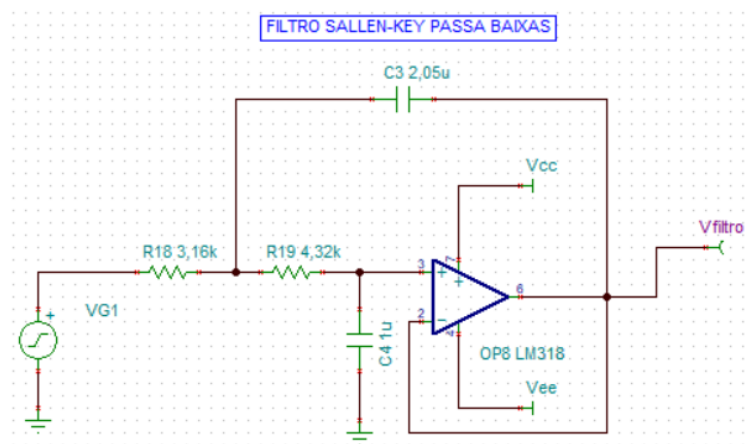 FILTRO SALLEN-KEY PASSA BAIXAS
C3 2,05u
Vcc
Vfiltro
R18 3,16k
R19 4,32k
3
7
+
+
6
VG1
+
2
-
4
C4 1u
OP8 LM318
Vee